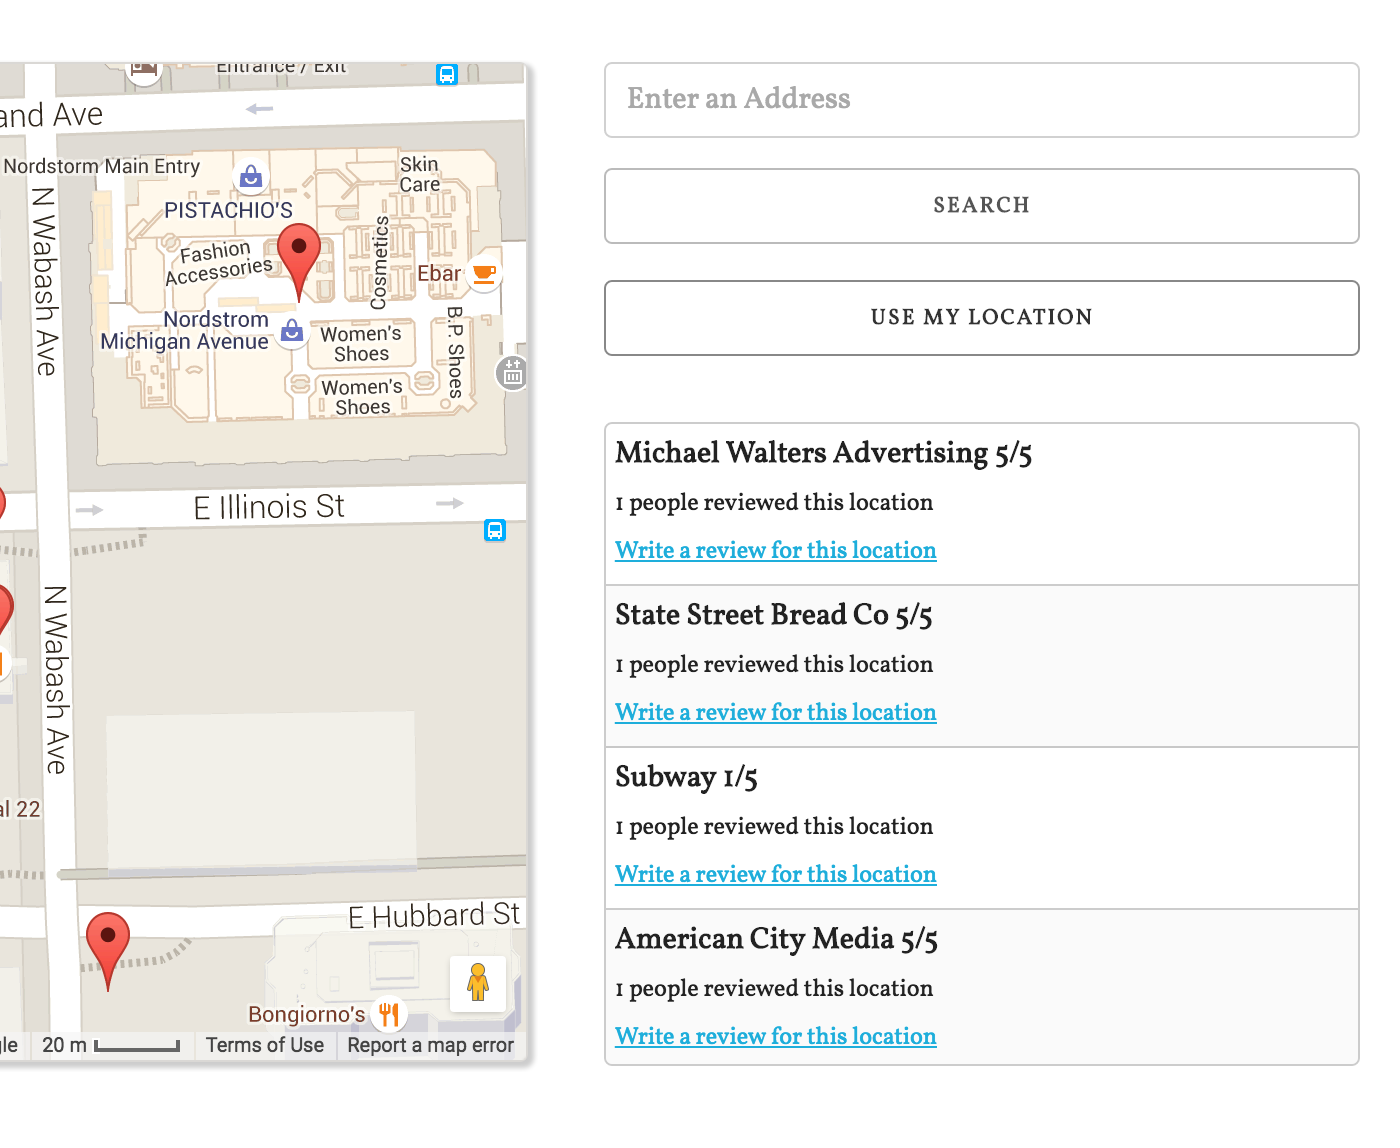 Entrance / Exit
and Ave
Nordstorm Main Entry
N Wabash Ave
PISTACHIO'S
Skin
Care
Fashion
Accessories
Cosmetics
Ebar
Nordstrom
Michigan Avenue
Women's
Shoes
B.P. Shoes
Women's
Shoes
E Illinois St
N Wabash Ave
al 22
E Hubbard St
Bongiorno's
gle
20 m
Terms of Use
Report a map error
Enter an Address
SEARCH
USE MY LOCATION
Michael Walters Advertising 5/5
1 people reviewed this location
Write a review for this location
State Street Bread Co 5/5
1 people reviewed this location
Write a review for this location
Subway 1/5
1 people reviewed this location
Write a review for this location
American City Media 5/5
1 people reviewed this location
Write a review for this location